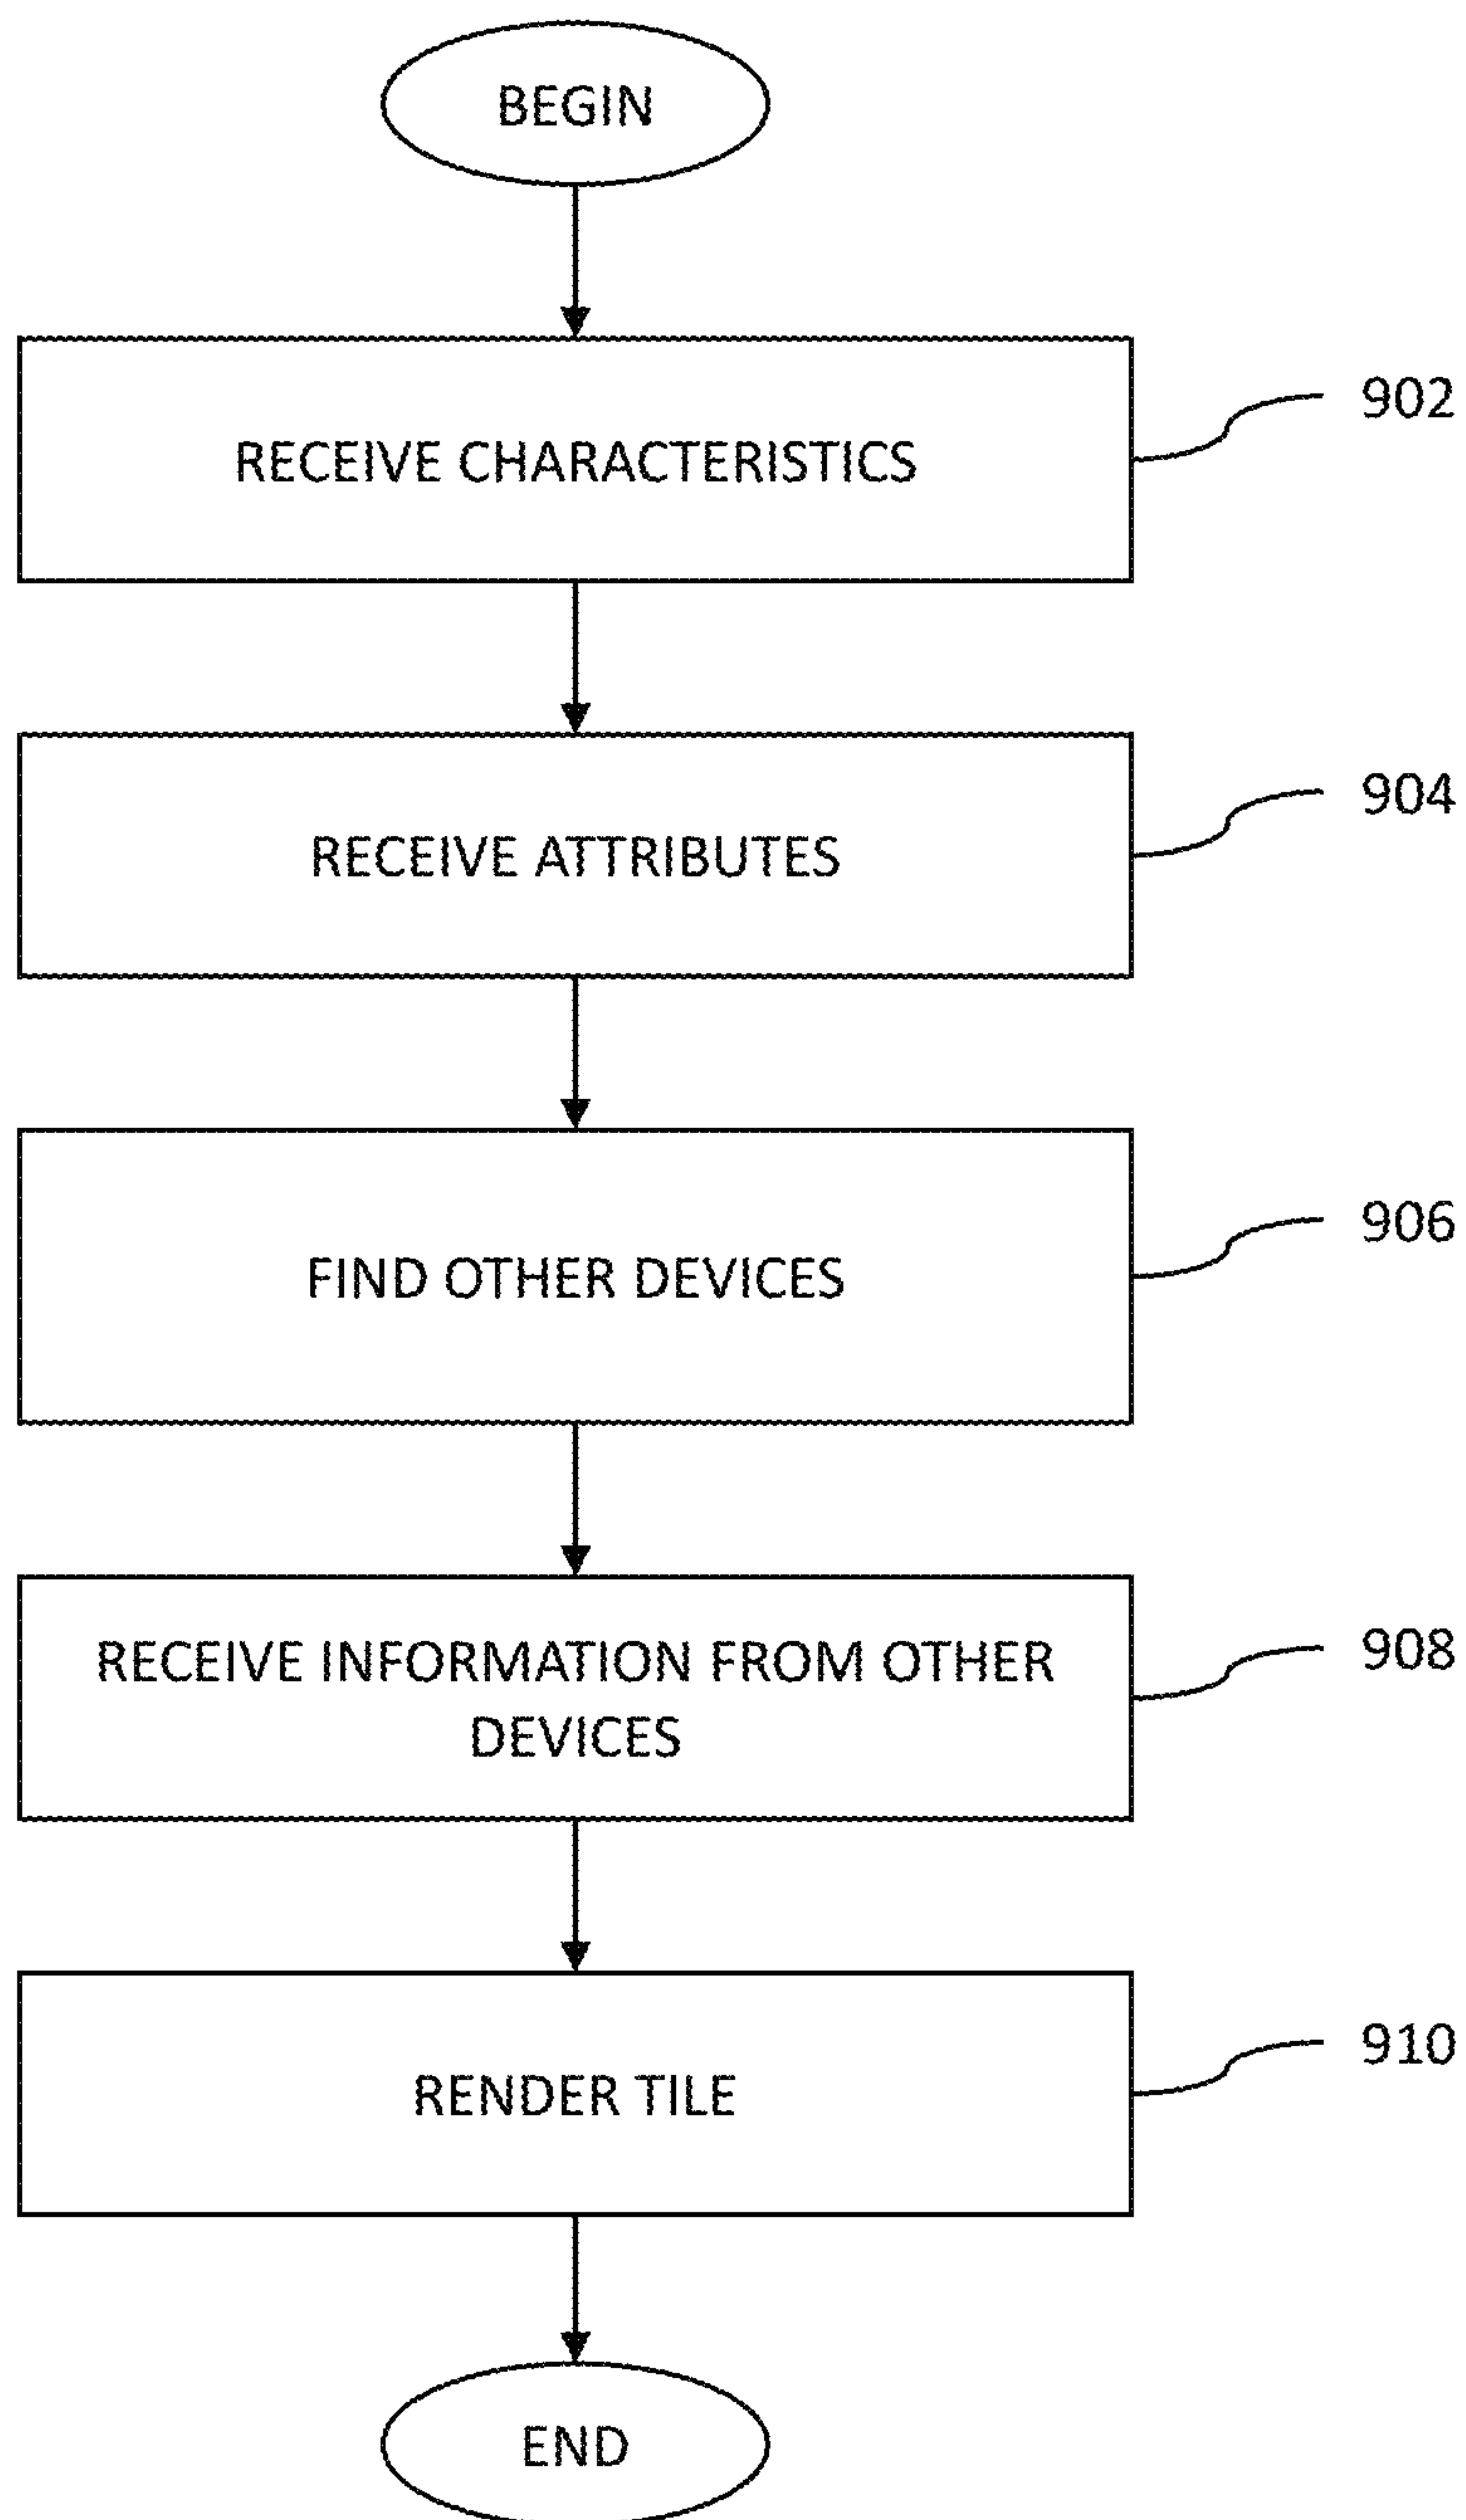 BEGIN
RECEIVE CHARACTERISTICS
902
RECEIVE ATTRIBUTES
904
FIND OTHER DEVICES
906
RECEIVE INFORMATION FROM OTHER
DEVICES
908
RENDER TILE
910
END